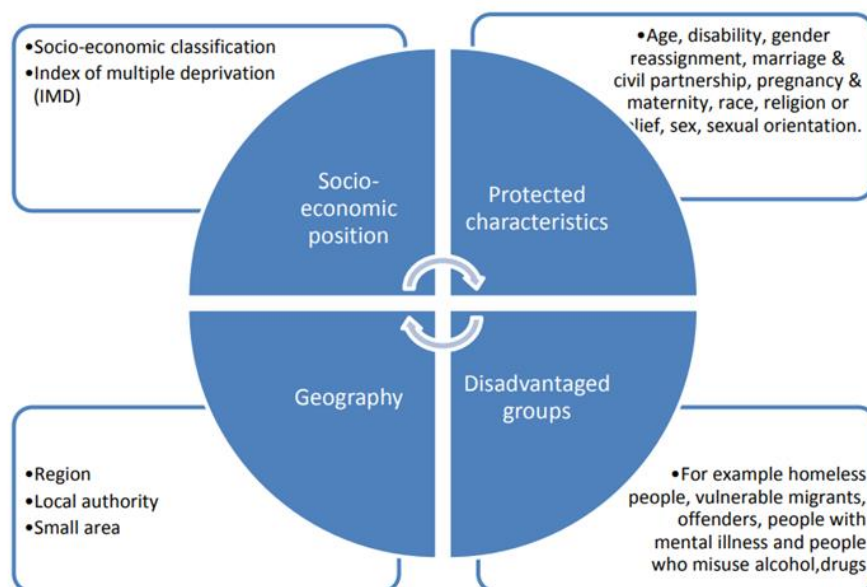 •Socio-economic classification
•Index of multiple deprivation
(IMD)
•Age, disability, gender
reassignment, marriage &
civil partnership, pregnancy &
maternity, race, religion or
elief, sex, sexual orientation.
Socio-
economic
position
Protected
characteristics
Geography
Disadvantaged
groups
•Region
•Local authority
•Small area
•For example homeless
people, vulnerable migrants,
offenders, people with
mental illness and people
who misuse alcohol,drugs